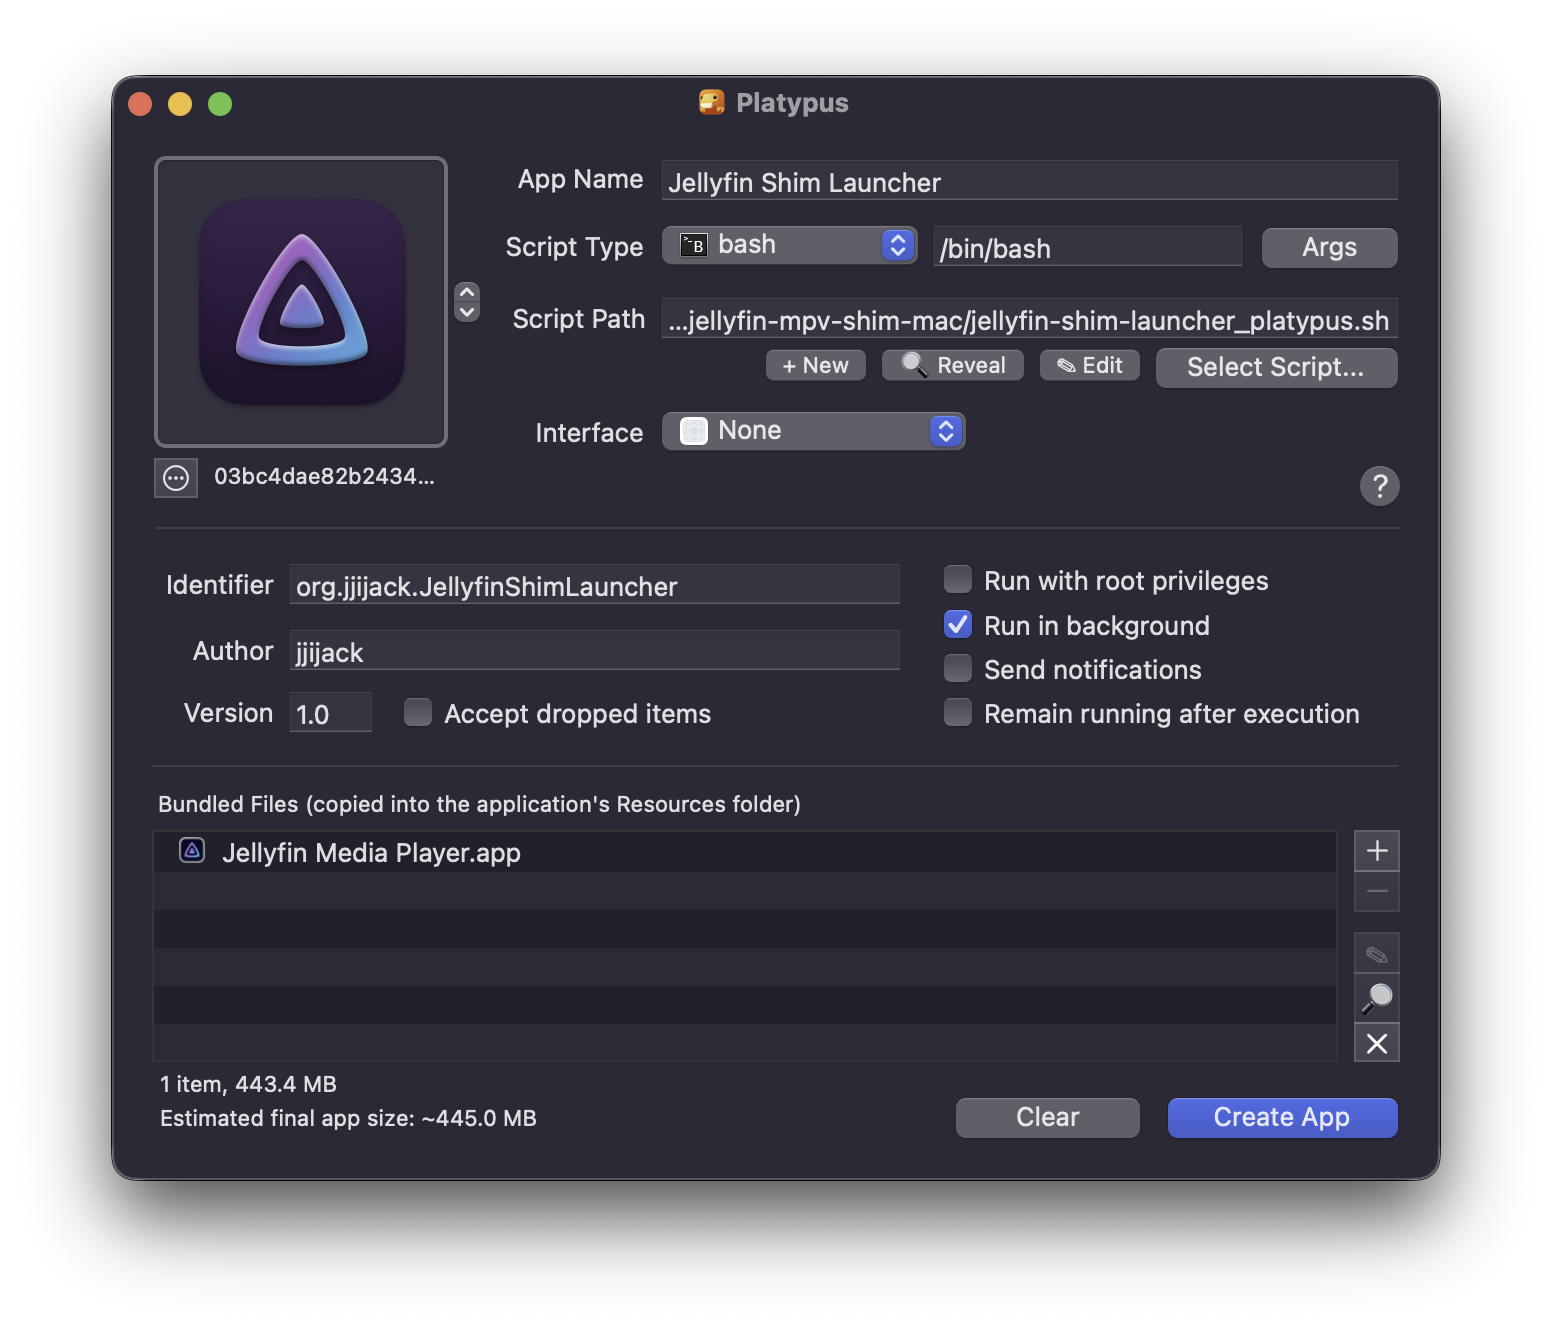 Platypus
App Name
Jellyfin Shim Launcher
Script Type
bash
/bin/bash
Args
Script Path
...jellyfin-mpv-shim-mac/jellyfin-shim-launcher_platypus.sh
+ New
Reveal
Edit
Select Script...
Interface
None
03bc4dae82b2434...
?
Identifier
org.jjijack.JellyfinShimLauncher
Author
jjijack
Version
1.0
Accept dropped items
Run with root privileges
Run in background
Send notifications
Remain running after execution
Bundled Files (copied into the application's Resources folder)
Jellyfin Media Player.app
1 item, 443.4 MB
Estimated final app size: ~445.0 MB
Clear
Create App